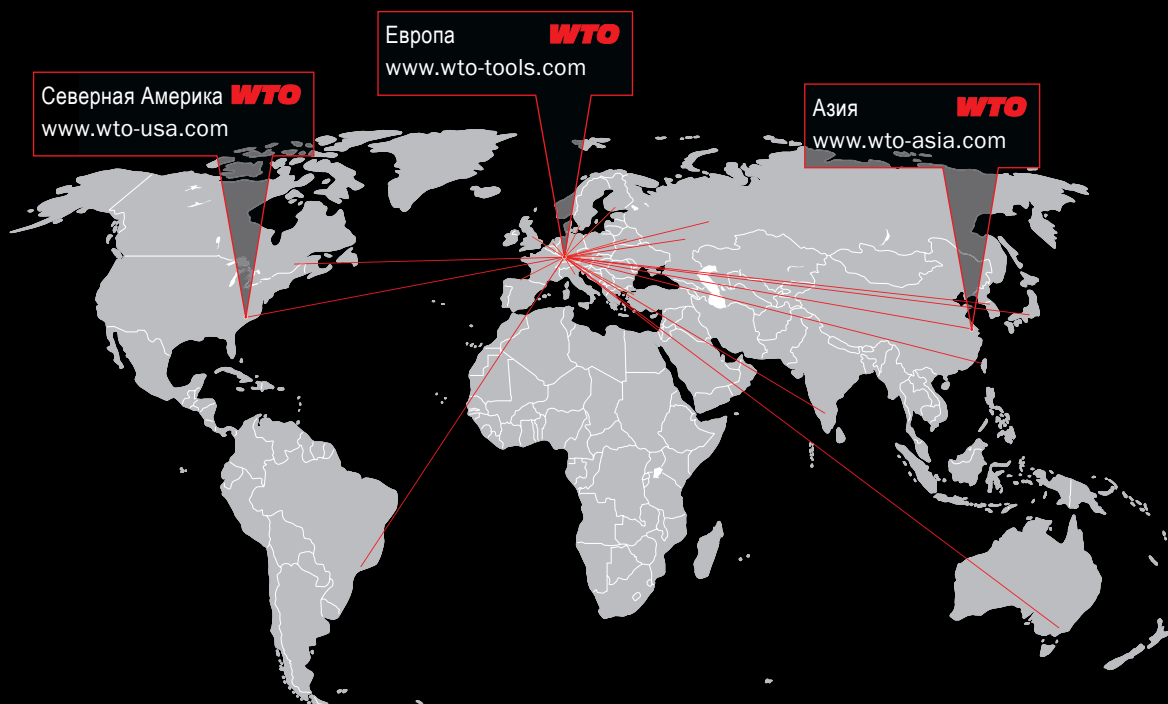 Европа WTO
www.wto-tools.com
Северная Америка WTO
www.wto-usa.com
Азия WTO
www.wto-asia.com